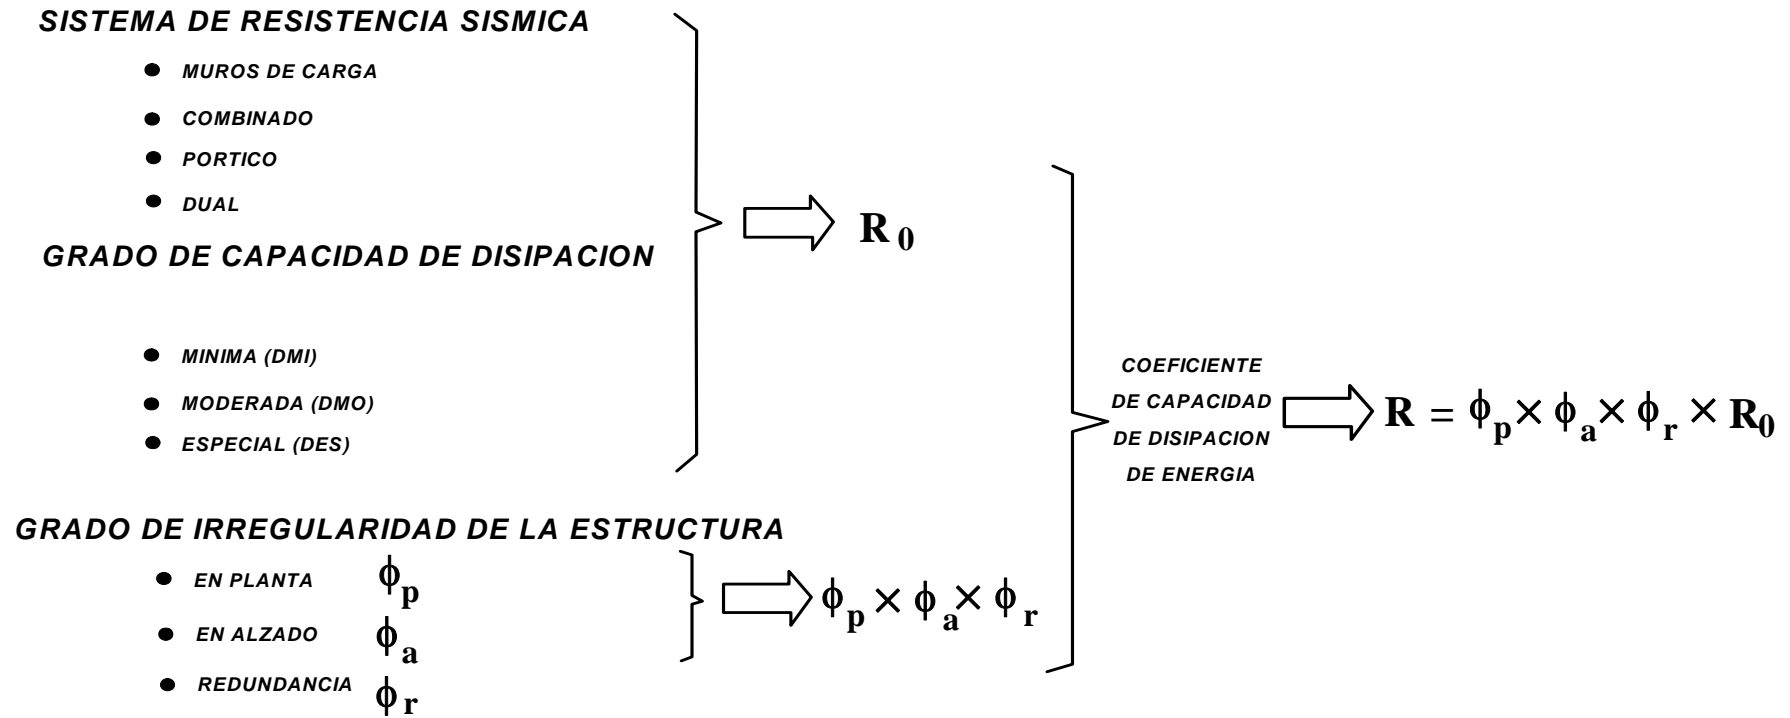 SISTEMA DE RESISTENCIA SISMICA
● MUROS DE CARGA
● COMBINADO
● PORTICO
● DUAL
R₀
GRADO DE CAPACIDAD DE DISIPACION
● MINIMA (DMI)
● MODERADA (DMO)
● ESPECIAL (DES)
GRADO DE IRREGULARIDAD DE LA ESTRUCTURA
● EN PLANTA ϕp
● EN ALZADO ϕa
● REDUNDANCIA ϕr
ϕp × ϕa × ϕr
COEFICIENTE
DE CAPACIDAD
DE DISIPACION
DE ENERGIA
R = ϕp × ϕa × ϕr × R₀